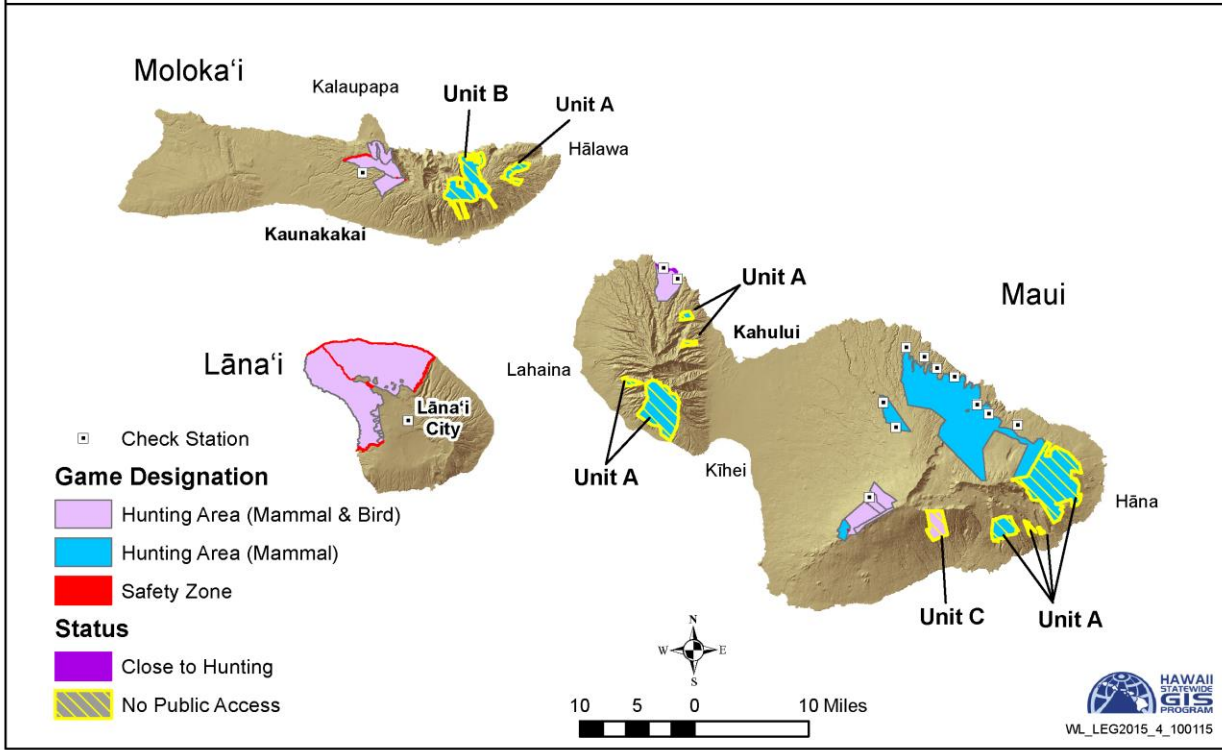 Moloka‘i
Kalaupapa
Unit B
Unit A
Hālawa
Kaunakakai
Unit A
Maui
Kahului
Lāna‘i
Lahaina
Lāna‘i
City
Unit A
Kīhei
Hāna
Unit C
Unit A
Check Station
Game Designation
Hunting Area (Mammal & Bird)
Hunting Area (Mammal)
Safety Zone
Status
Close to Hunting
No Public Access
N
W E
S
10 5 0 10 Miles
HAWAII
STATEWIDE
GIS
PROGRAM
WL_LEG2015_4_100115